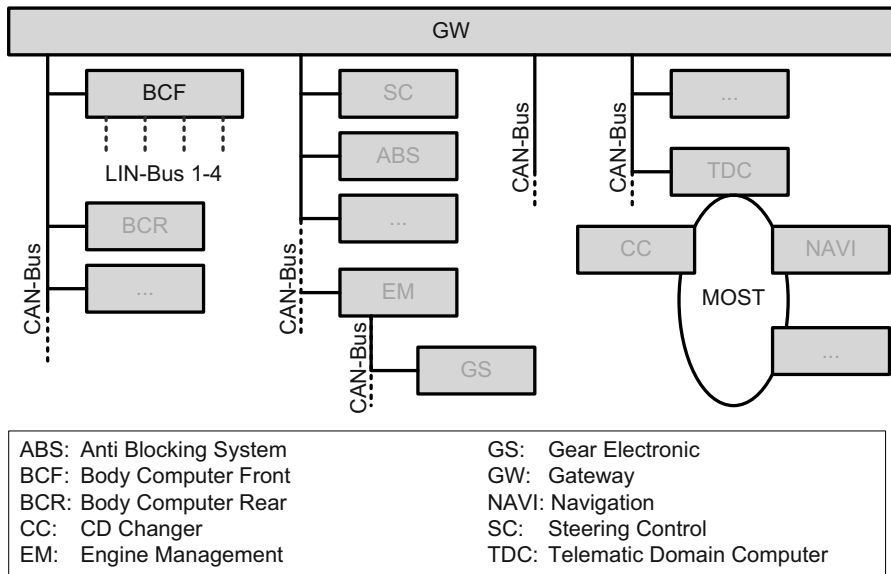 GW
BCF
LIN-Bus 1-4
BCR
...
CAN-Bus
SC
ABS
...
CAN-Bus
EM
CAN-Bus
GS
CAN-Bus
...
CAN-Bus
TDC
CC
NAVI
MOST
...
ABS: Anti Blocking System
BCF: Body Computer Front
BCR: Body Computer Rear
CC: CD Changer
EM: Engine Management
GS: Gear Electronic
GW: Gateway
NAVI: Navigation
SC: Steering Control
TDC: Telematic Domain Computer